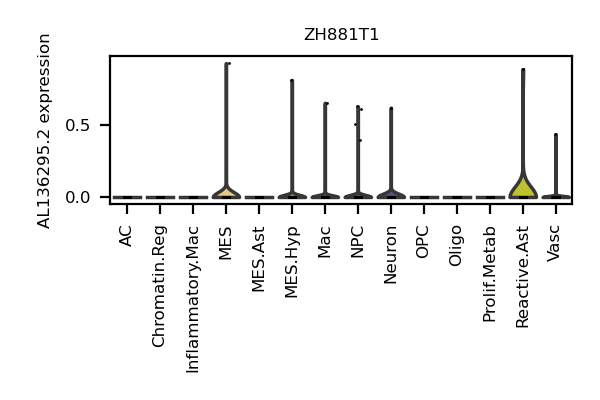 ZH881T1
AL136295.2 expression
0.5
0.0
AC
Chromatin.Reg
Inflammatory.Mac
MES
MES.Ast
MES.Hyp
Mac
NPC
Neuron
OPC
Oligo
Prolif.Metab
Reactive.Ast
Vasc